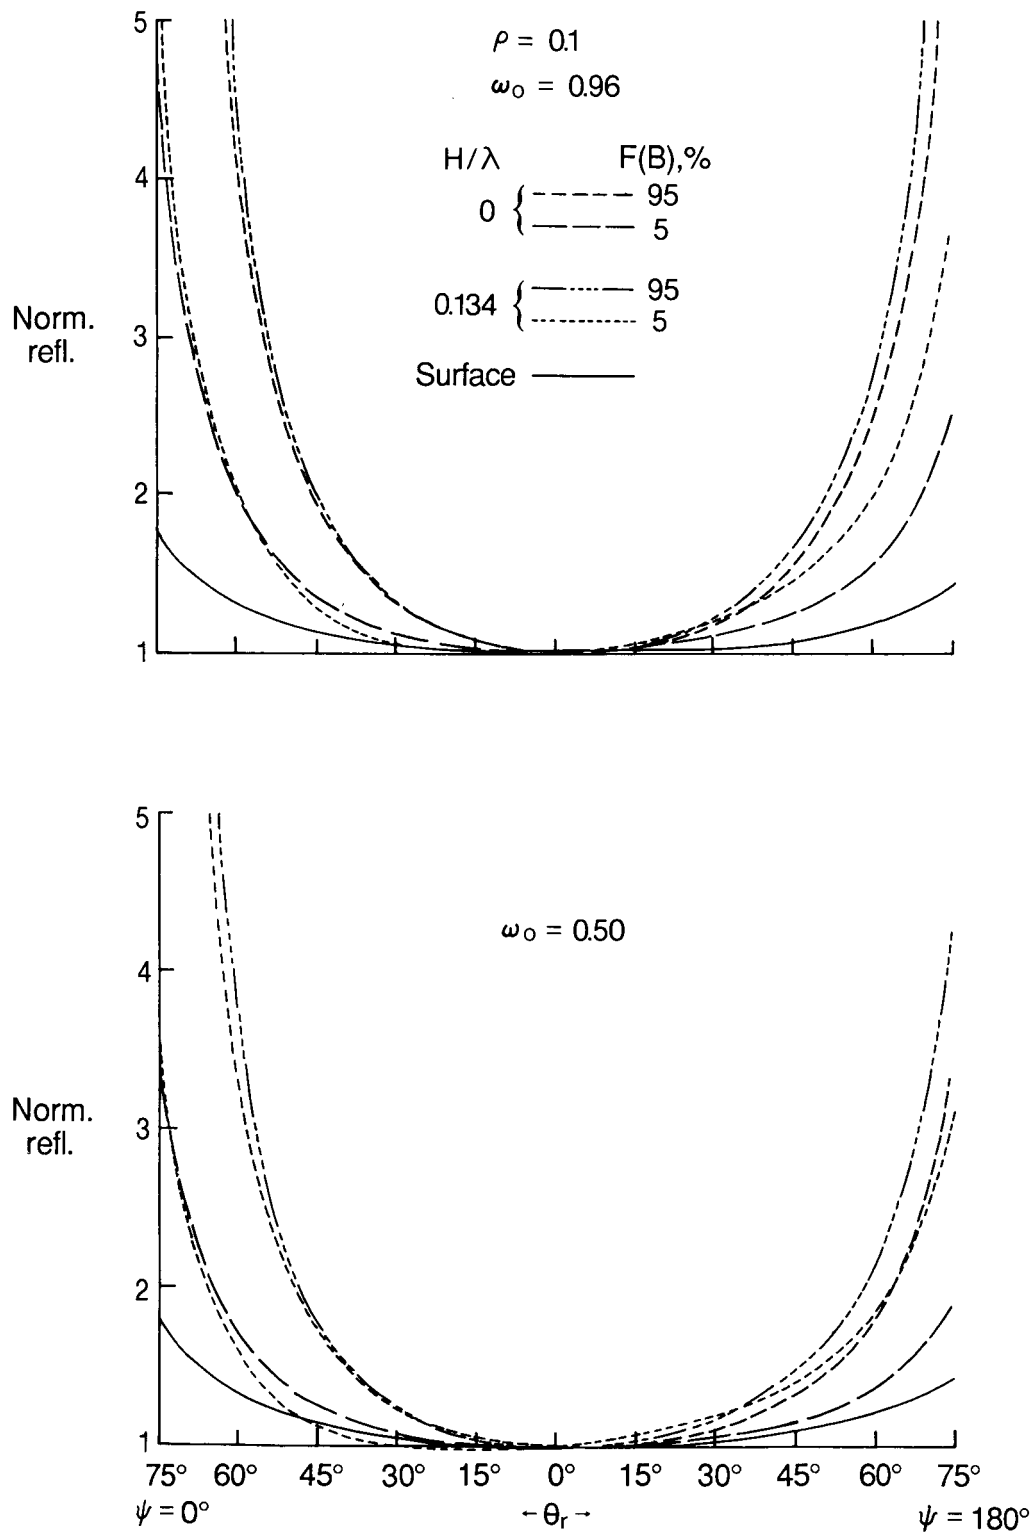 5
ρ = 0.1
ωo = 0.96
H/λ F(B),%
4
0 { 95
5
0.134 { 95
5
3
Norm.
refl.
Surface
2
1
5
ωo = 0.50
4
Norm.
refl.
3
2
1
75° 60° 45° 30° 15° 0° 15° 30° 45° 60° 75°
ψ = 0° ←θr→ ψ = 180°